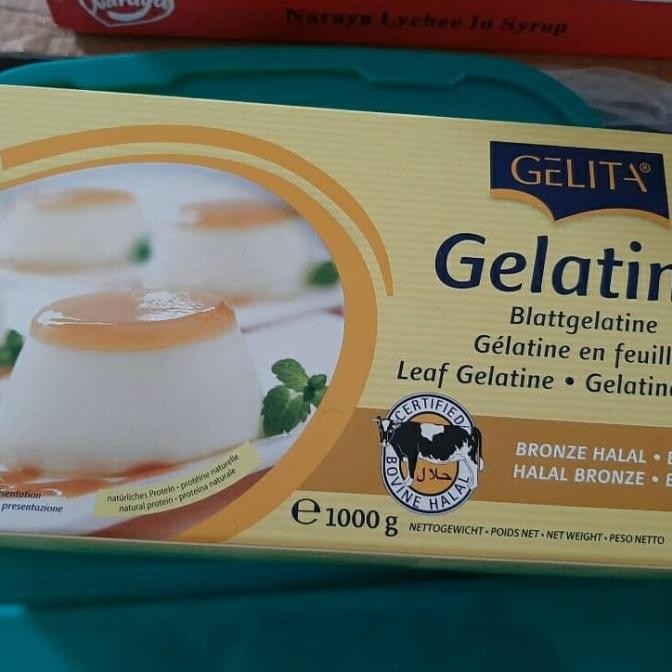 Naraya
Naraya Lychee In Syrup
GELITA®
Gelatin
Blattgelatine
Gélatine en feuill
Leaf Gelatine • Gelatin
CERTIFIED
حلال
BOVINE HALAL
BRONZE HALAL •
HALAL BRONZE •
natürliches Protein • protéine naturelle
natural protein • proteina naturale
presentazione
e 1000 g
NETTOGEWICHT • POIDS NET • NET WEIGHT • PESO NETTO